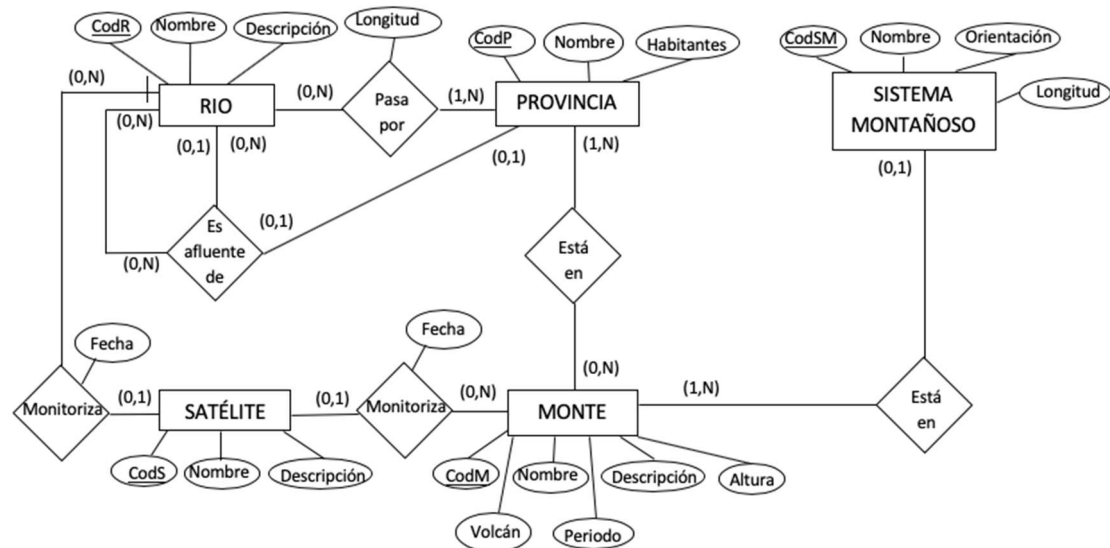 Longitud
CodR Nombre Descripción
CodP Nombre Habitantes
CodSM Nombre Orientación
Longitud
(0,N) RIO (0,N) Pasa por (1,N) PROVINCIA
SISTEMA MONTAÑOSO
(0,N)
(0,1) (0,N)
(0,1)
(1,N)
(0,1)
Es afluente de
(0,1)
(0,N)
Está en
Fecha
Fecha
(0,N)
Monitoriza (0,1) SATÉLITE (0,1) Monitoriza (0,N) MONTE (1,N)
Está en
CodS Nombre Descripción
CodM Nombre Descripción Altura
Volcán Periodo